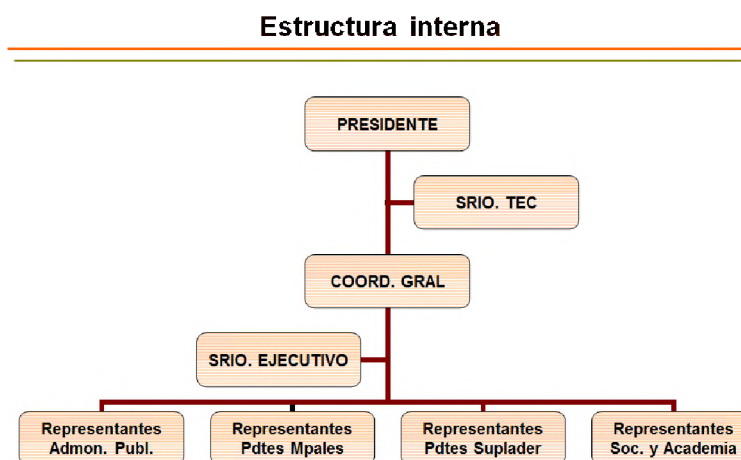 Estructura interna
PRESIDENTE
SRIO. TEC
COORD. GRAL
SRIO. EJECUTIVO
Representantes
Admon. Publ.
Representantes
Pdtes Mpales
Representantes
Pdtes Suplader
Representantes
Soc. y Academia